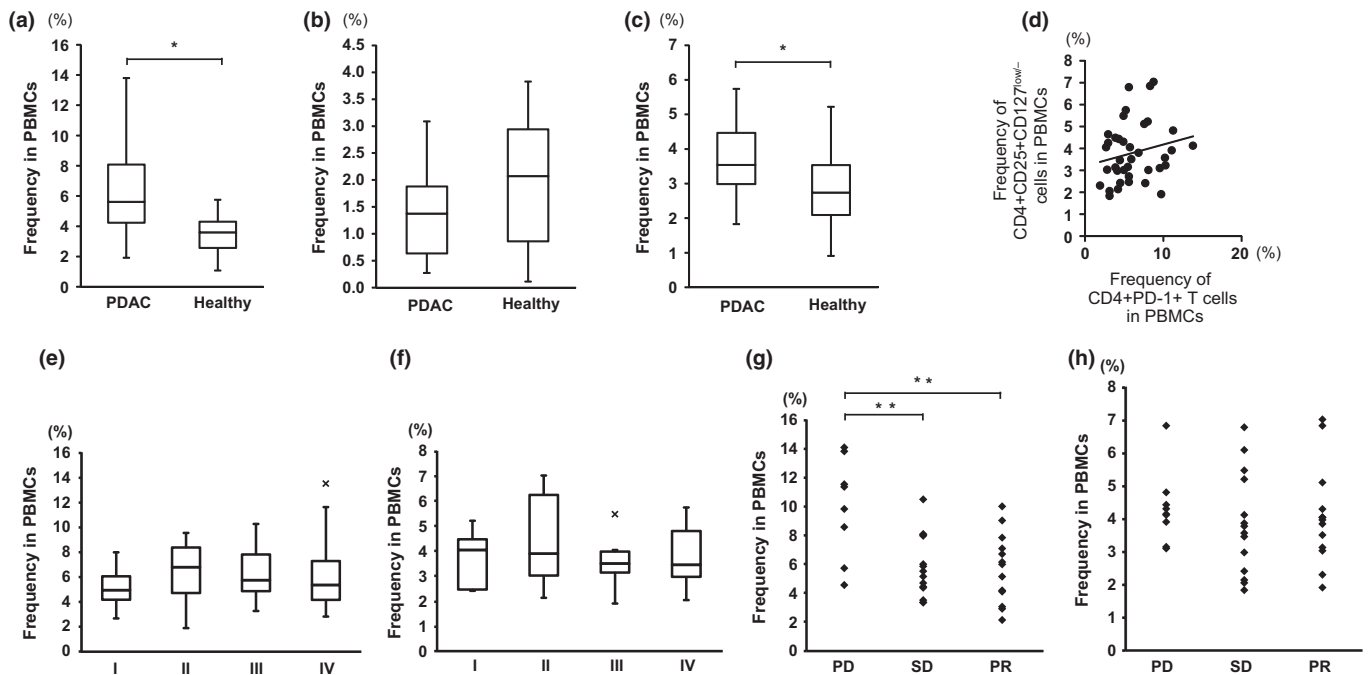 (a) (%)
Frequency in PBMCs
16
14
12
10
8
6
4
2
0
*
PDAC Healthy
(b) (%)
Frequency in PBMCs
4.5
4.0
3.5
3.0
2.5
2.0
1.5
1.0
0.5
0.0
PDAC Healthy
(c) (%)
Frequency in PBMCs
7
6
5
4
3
2
1
0
*
PDAC Healthy
(d)
(%)
Frequency of
CD4+CD25+CD127low/–
cells in PBMCs
8
7
6
5
4
3
2
1
0
0 10 20 (%)
Frequency of
CD4+PD-1+ T cells
in PBMCs
(e)
(%)
Frequency in PBMCs
16
14
12
10
8
6
4
2
0
×
I II III IV
(f)
(%)
Frequency in PBMCs
8
7
6
5
4
3
2
1
0
×
I II III IV
(g)
(%)
Frequency in PBMCs
16
14
12
10
8
6
4
2
0
* *
* *
PD SD PR
(h) (%)
Frequency in PBMCs
8
7
6
5
4
3
2
1
0
PD SD PR